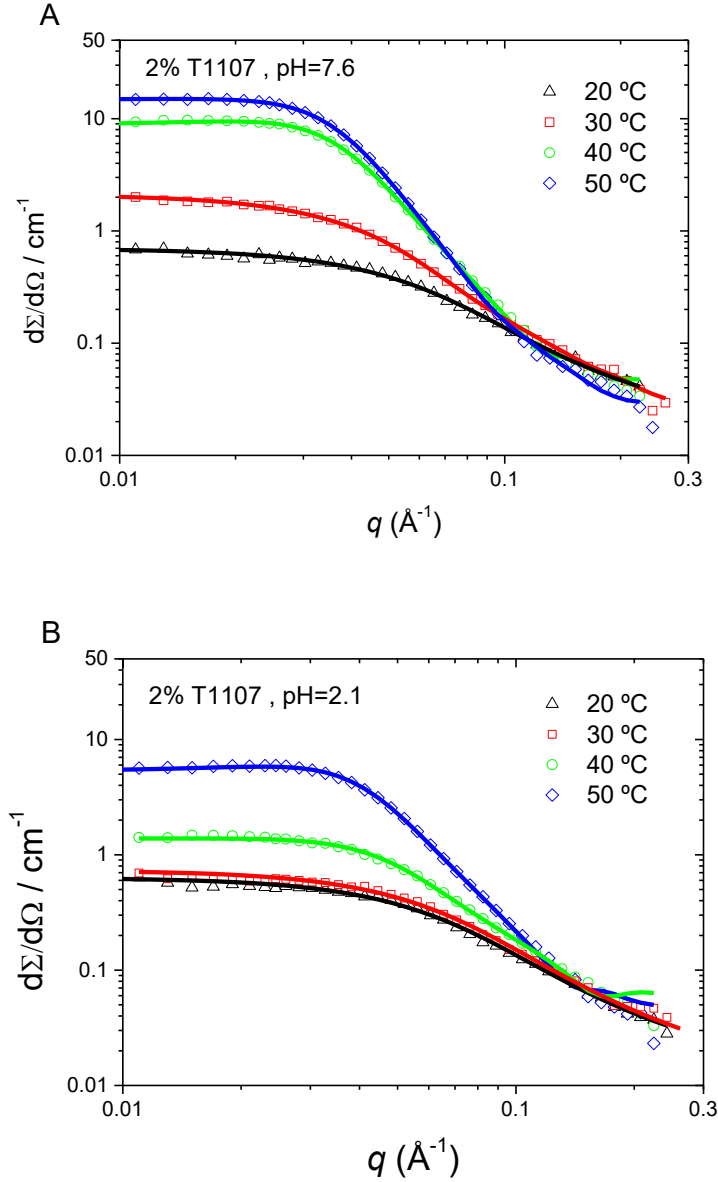 A
50
2% T1107 , pH=7.6
20 ºC
30 ºC
40 ºC
50 ºC
10
1
0.1
0.01
dΣ/dΩ / cm⁻¹
0.01
0.1
0.3
q (Å⁻¹)
B
50
2% T1107 , pH=2.1
20 ºC
30 ºC
40 ºC
50 ºC
10
1
0.1
0.01
dΣ/dΩ / cm⁻¹
0.01
0.1
0.3
q (Å⁻¹)